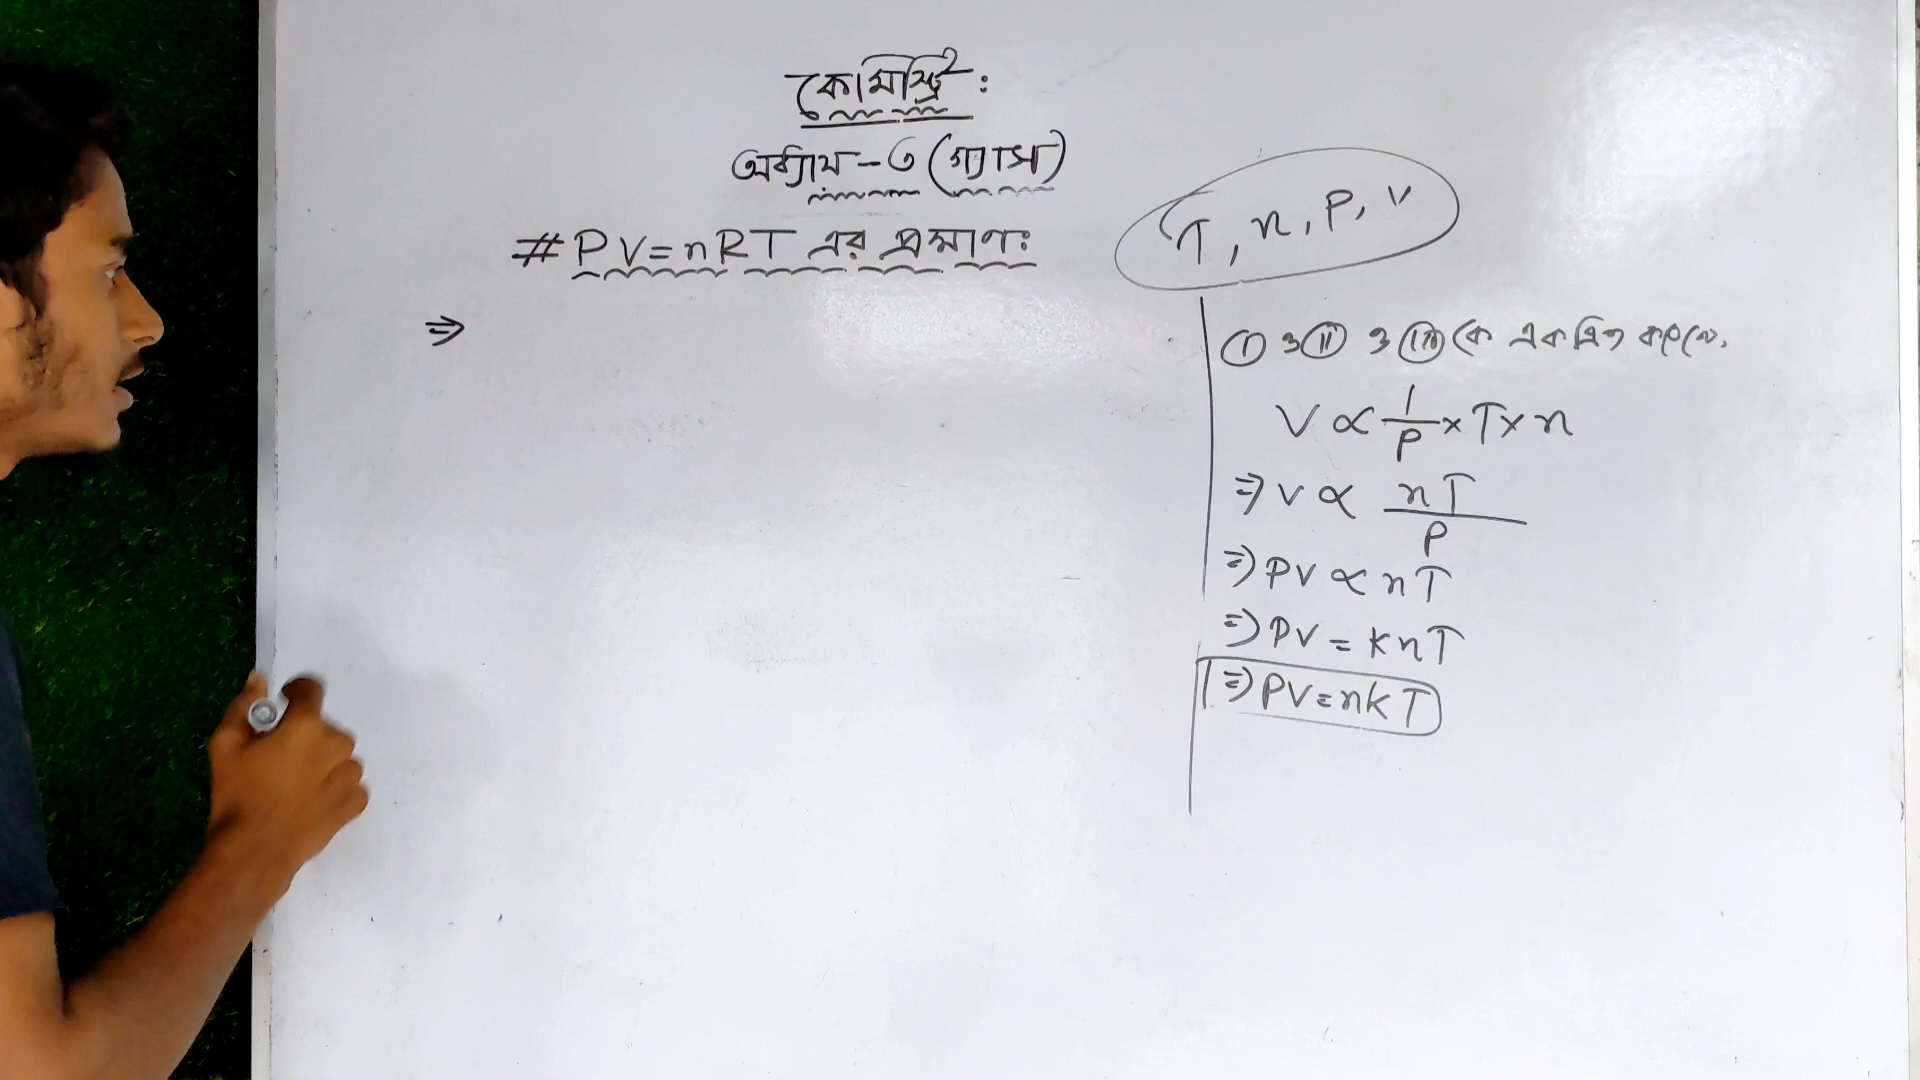 কেমিস্ট্রি :
অধ্যায় - ৩ (গ্যাস)
# PV = nRT এর প্রমাণঃ
⇒
T, n, P, V
(i) ও (ii) ও (iii) কে একত্রিত করলে,
V ∝ 1/P × T × n
⇒ V ∝ nT/P
⇒ PV ∝ nT
⇒ PV = KnT
⇒ PV = nKT